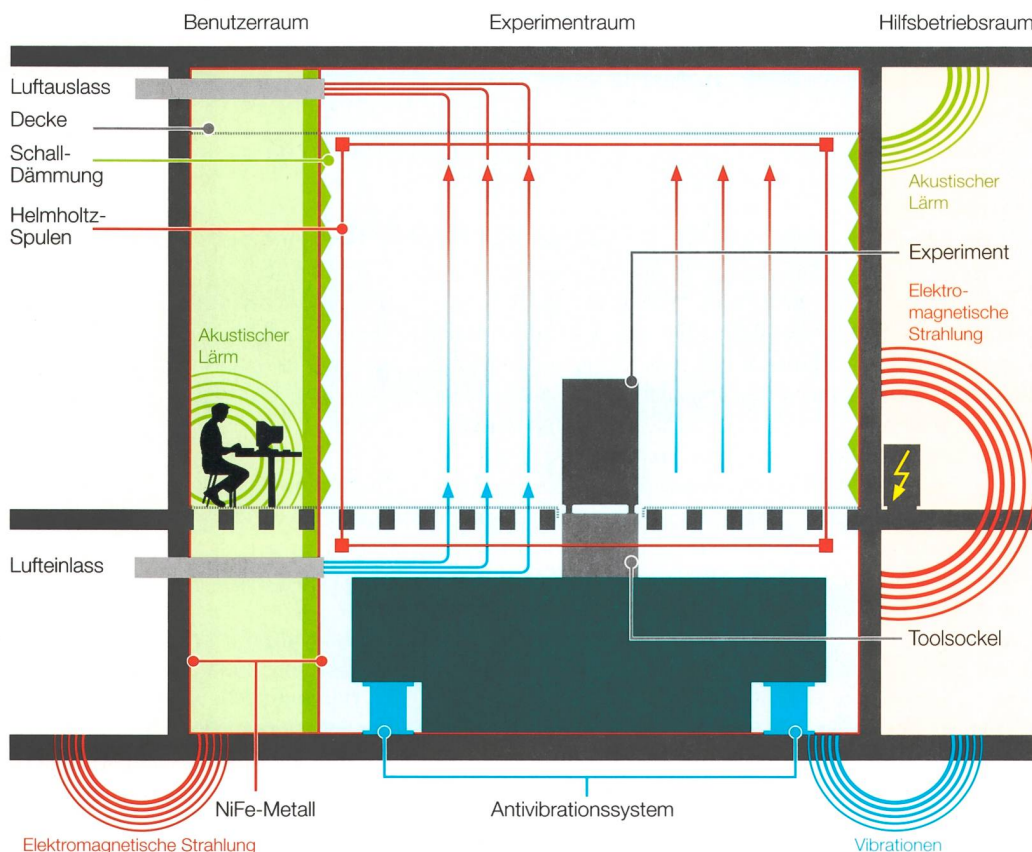 Benutzerraum
Experimentraum
Hilfsbetriebsraum
Luftauslass
Decke
Schall-
Dämmung
Helmholtz-
Spulen
Akustischer
Lärm
Akustischer
Lärm
Experiment
Elektro-
magnetische
Strahlung
Lufteinlass
Toolsockel
NiFe-Metall
Antivibrationssystem
Elektromagnetische Strahlung
Vibrationen